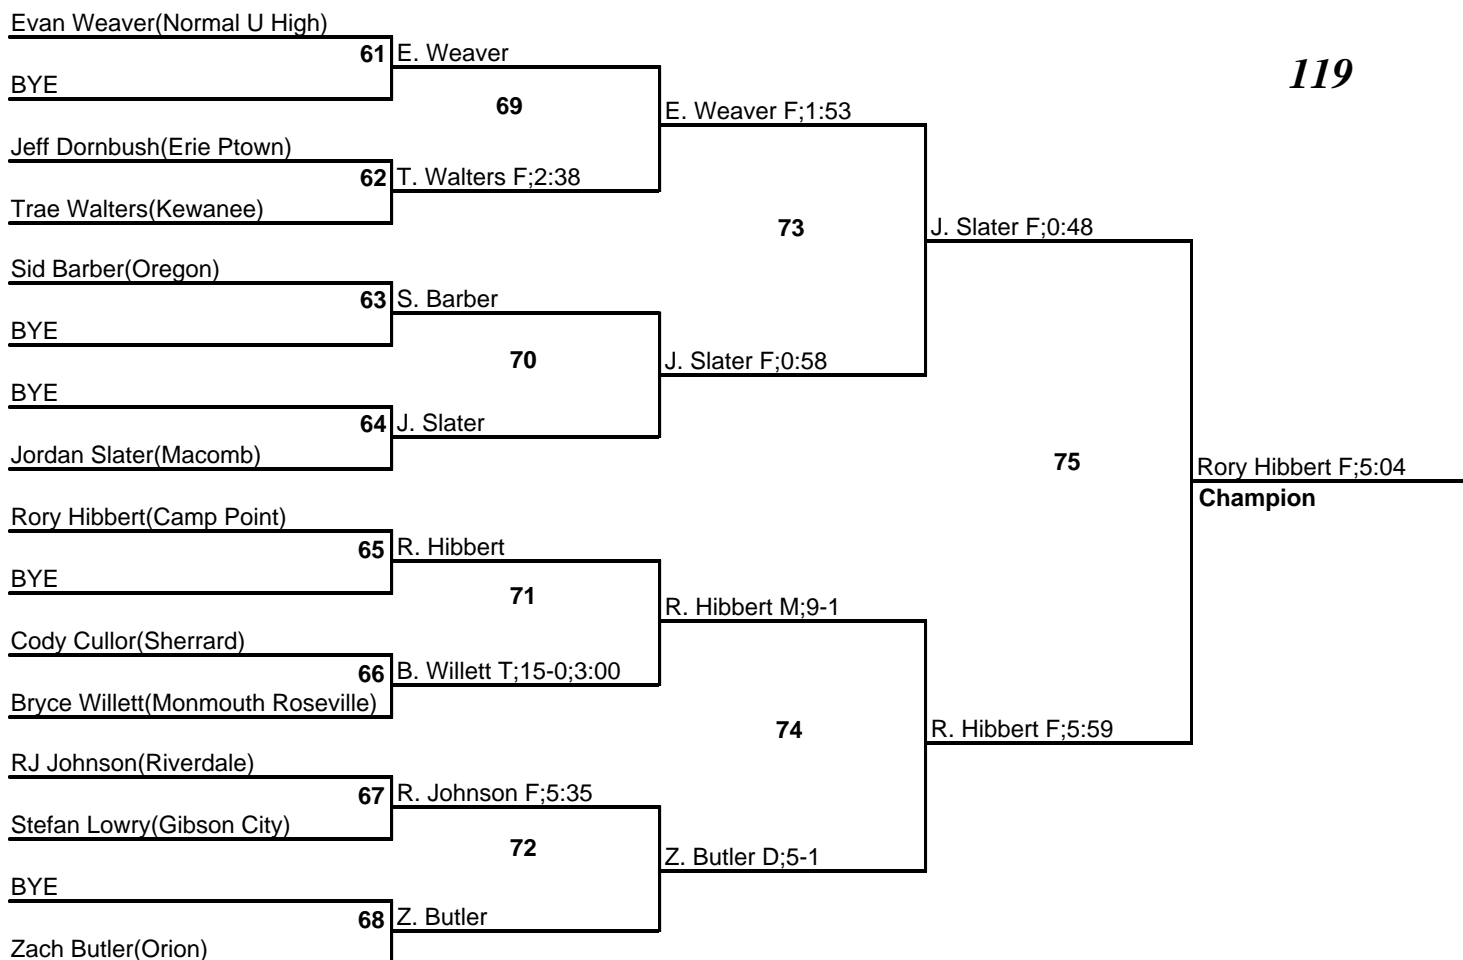 Evan Weaver(Normal U High)
61 E. Weaver
119
BYE
69
E. Weaver F;1:53
Jeff Dornbush(Erie Ptown)
62 T. Walters F;2:38
Trae Walters(Kewanee)
73
J. Slater F;0:48
Sid Barber(Oregon)
63 S. Barber
BYE
70
J. Slater F;0:58
BYE
64 J. Slater
Jordan Slater(Macomb)
75
Rory Hibbert F;5:04
Champion
Rory Hibbert(Camp Point)
65 R. Hibbert
BYE
71
R. Hibbert M;9-1
Cody Cullor(Sherrard)
66 B. Willett T;15-0;3:00
Bryce Willett(Monmouth Roseville)
74
R. Hibbert F;5:59
RJ Johnson(Riverdale)
67 R. Johnson F;5:35
Stefan Lowry(Gibson City)
72
Z. Butler D;5-1
BYE
68 Z. Butler
Zach Butler(Orion)